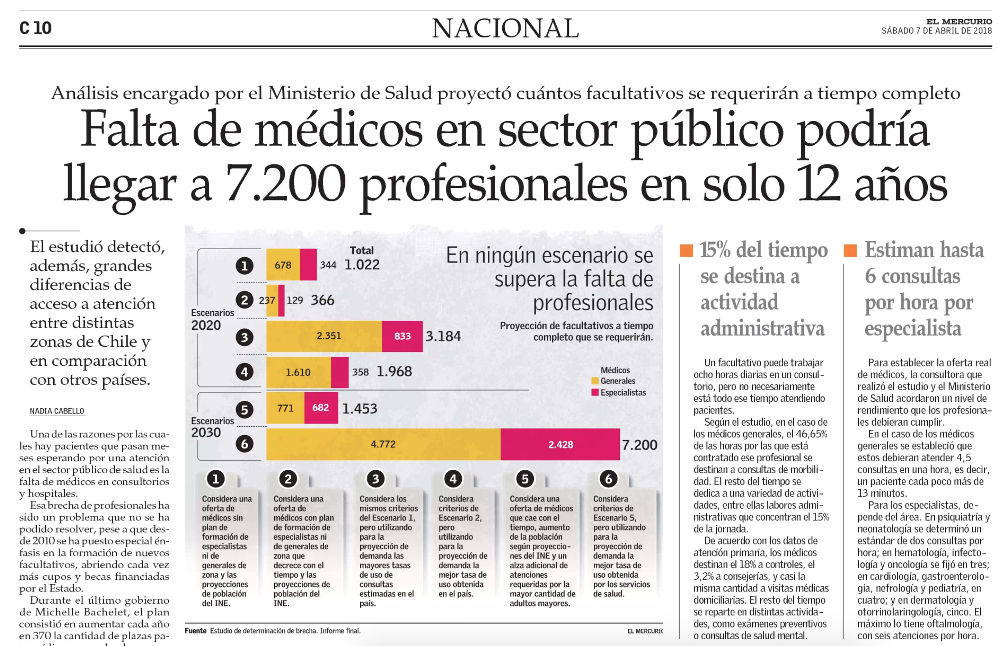 C 10
NACIONAL
EL MERCURIO
SÁBADO 7 DE ABRIL DE 2018
Análisis encargado por el Ministerio de Salud proyectó cuántos facultativos se requerirán a tiempo completo
Falta de médicos en sector público podría
llegar a 7.200 profesionales en solo 12 años
El estudió detectó,
además, grandes
diferencias de
acceso a atención
entre distintas
zonas de Chile y
en comparación
con otros países.
NADIA CABELLO
Una de las razones por las cua-
les hay pacientes que pasan me-
ses esperando por una atención
en el sector público de salud es la
falta de médicos en consultorios
y hospitales.
Esa brecha de profesionales ha
sido un problema que no se ha
podido resolver, pese a que des-
de 2010 se ha puesto especial én-
fasis en la formación de nuevos
facultativos, abriendo cada vez
más cupos y becas financiadas
por el Estado.
Durante el último gobierno
de Michelle Bachelet, el plan
consistió en aumentar cada año
en 370 la cantidad de plazas pa-
En ningún escenario se
supera la falta de
profesionales
Proyección de facultativos a tiempo
completo que se requerirán.
Médicos
Generales
Especialistas
Total
Escenarios
2020
1 678 344 1.022
2 237 129 366
3 2.351 833 3.184
4 1.610 358 1.968
Escenarios
2030
5 771 682 1.453
6 4.772 2.428 7.200
1
Considera una
oferta de
médicos sin
plan de
formación de
especialistas
ni de
generales de
zona y las
proyecciones
de población
del INE.
2
Considera una
oferta de
médicos con plan
de formación de
especialistas ni
de generales de
zona que
decrece con el
tiempo y las
proyecciones de
población del
INE.
3
Considera los
mismos criterios
del Escenario 1,
pero utilizando
para la
proyección de
demanda las
mayores tasas
de uso de
consultas
estimadas en el
país.
4
Considera
criterios de
Escenario 2,
pero
utilizando
para la
proyección de
demanda la
mejor tasa de
uso obtenida
en el país.
5
Considera una
oferta de médicos
que cae con el
tiempo, aumento
de la población
según proyeccio-
nes del INE y un
alza adicional de
atenciones
requeridas por la
mayor cantidad de
adultos mayores.
6
Considera
criterios de
Escenario 5,
pero utilizando
para la
proyección de
demanda la
mejor tasa de
uso obtenida
por los servicios
de salud.
Fuente Estudio de determinación de brecha. Informe final.
EL MERCURIO
15% del tiempo
se destina a
actividad
administrativa
Un facultativo puede trabajar
ocho horas diarias en un consul-
torio, pero no necesariamente
está todo ese tiempo atendiendo
pacientes.
Según el estudio, en el caso de
los médicos generales, el 46,65%
de las horas por las que está
contratado ese profesional se
destinan a consultas de morbili-
dad. El resto del tiempo se
dedica a una variedad de activi-
dades, entre ellas labores admi-
nistrativas que concentran el 15%
de la jornada.
De acuerdo con los datos de
atención primaria, los médicos
destinan el 18% a controles, el
3,2% a consejerías, y casi la
misma cantidad a visitas médicas
domiciliarias. El resto del tiempo
se reparte en distintas activida-
des, como exámenes preventivos
o consultas de salud mental.
Estiman hasta
6 consultas
por hora por
especialista
Para establecer la oferta real
de médicos, la consultora que
realizó el estudio y el Ministerio
de Salud acordaron un nivel de
rendimiento que los profesiona-
les debieran cumplir.
En el caso de los médicos
generales se estableció que
estos debieran atender 4,5
consultas en una hora, es decir,
un paciente cada poco más de
13 minutos.
Para los especialistas, de-
pende del área. En psiquiatría y
neonatología se determinó un
estándar de dos consultas por
hora; en hematología, infecto-
logía y oncología se fijó en tres;
en cardiología, gastroenterolo-
gía, nefrología y pediatría, en
cuatro; y en dermatología y
otorrinolaringología, cinco. El
máximo lo tiene oftalmología,
con seis atenciones por hora.